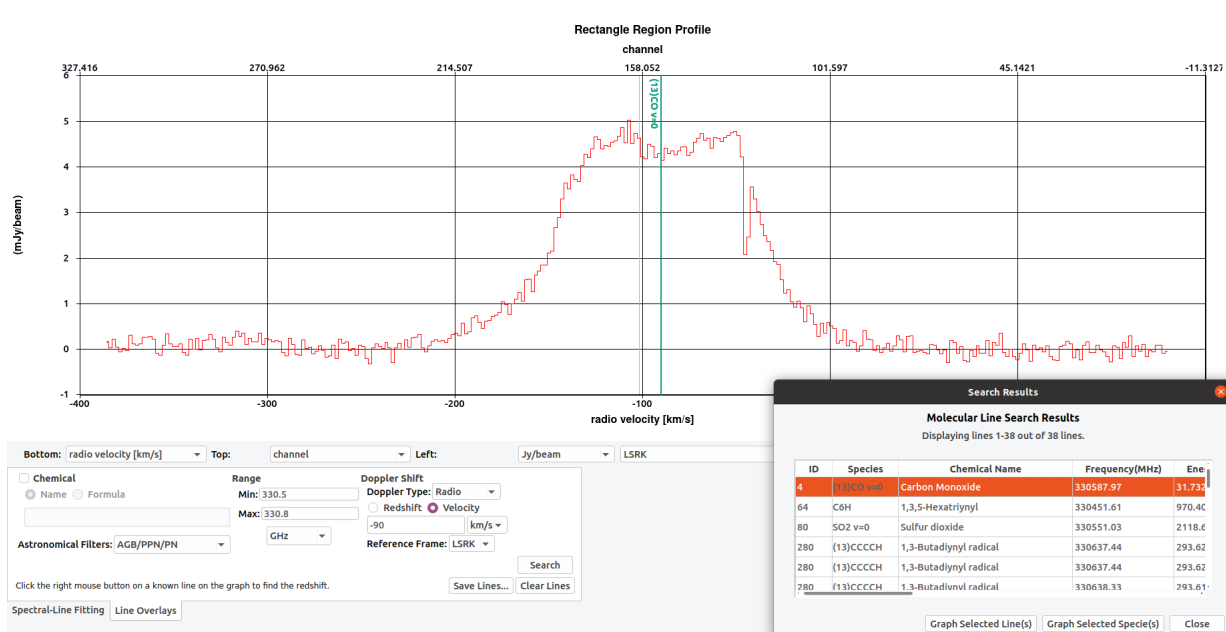 Rectangle Region Profile
channel
327.416 270.962 214.507 158.052 101.597 45.1421 -11.3127
6
5
4
3
2
1
0
-1
(mJy/beam)
(13)CO v=0
-400 -300 -200 -100
radio velocity [km/s]
Bottom: radio velocity [km/s] Top: channel Left: Jy/beam LSRK
Chemical Range Doppler Shift
Name Formula Min: 330.5 Doppler Type: Radio
Max: 330.8 Redshift Velocity
GHz -90 km/s
Astronomical Filters: AGB/PPN/PN Reference Frame: LSRK
Search
Click the right mouse button on a known line on the graph to find the redshift. Save Lines... Clear Lines
Spectral-Line Fitting Line Overlays
Search Results
Molecular Line Search Results
Displaying lines 1-38 out of 38 lines.
ID Species Chemical Name Frequency(MHz) Ene
4 (13)CO v=0 Carbon Monoxide 330587.97 31.732
64 C6H 1,3,5-Hexatriynyl 330451.61 970.40
80 SO2 v=0 Sulfur dioxide 330551.03 2118.6
280 (13)CCCCH 1,3-Butadiynyl radical 330637.44 293.62
280 (13)CCCCH 1,3-Butadiynyl radical 330637.44 293.62
280 (13)CCCCH 1,3-Butadiynyl radical 330638.33 293.61
Graph Selected Line(s) Graph Selected Specie(s) Close